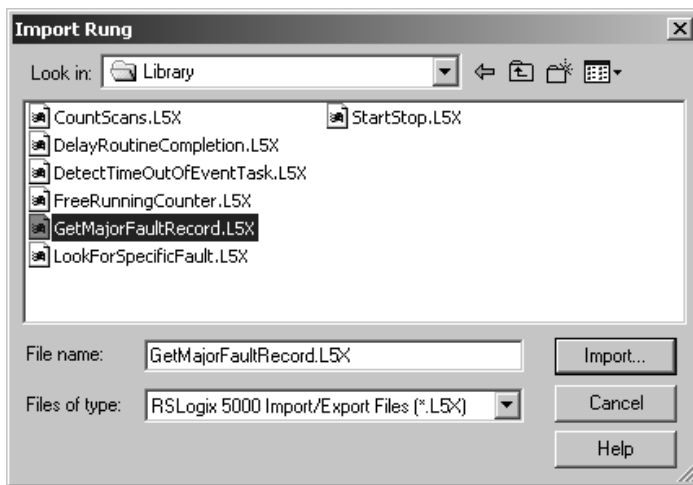 Import Rung
Look in: Library
CountScans.L5X
DelayRoutineCompletion.L5X
DetectTimeOutOfEventTask.L5X
FreeRunningCounter.L5X
GetMajorFaultRecord.L5X
LookForSpecificFault.L5X
StartStop.L5X
File name: GetMajorFaultRecord.L5X Import...
Files of type: RSLogix 5000 Import/Export Files (*.L5X) Cancel
Help